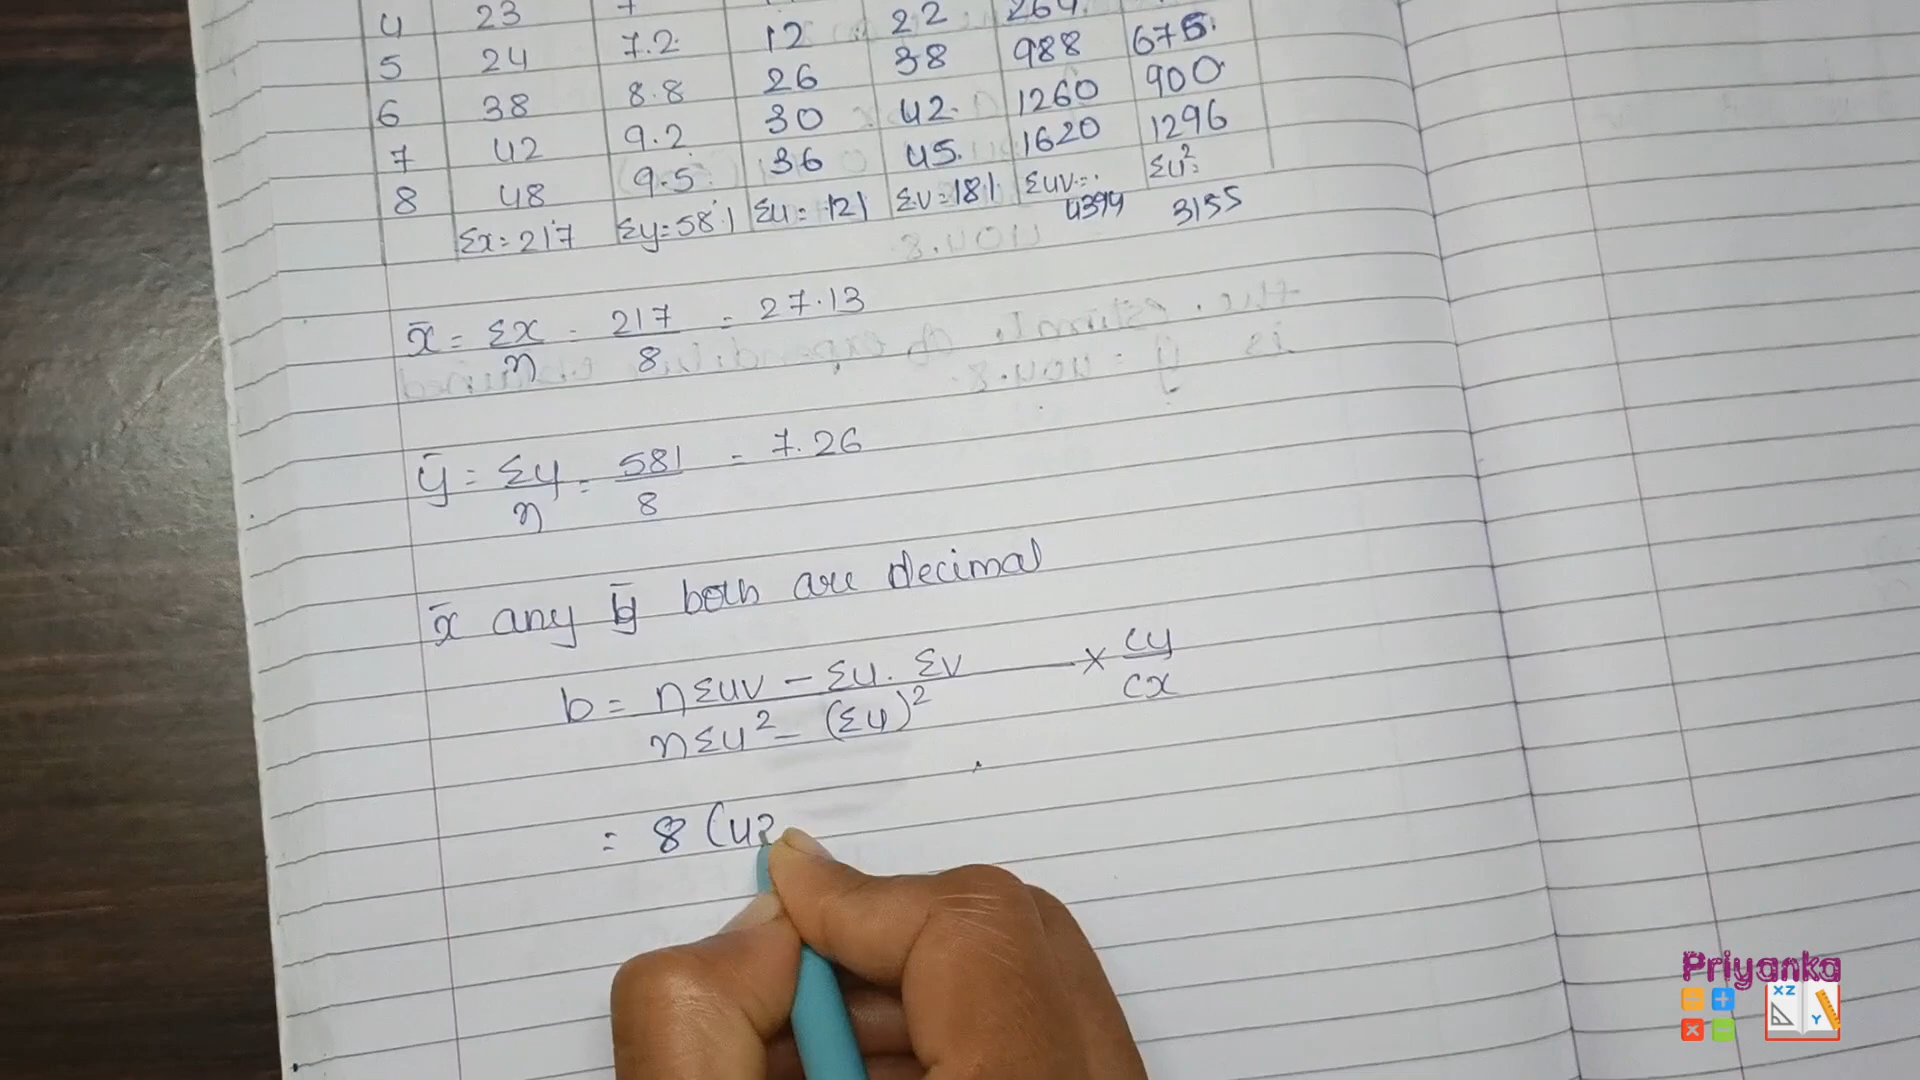 4 23 7 22 264
5 24 7.2 12 38 988 675.
6 38 8.8 26 42. 1260 900
7 42 9.2 30 45. 1620 1296
8 48 9.5 36 Σv=181 Σuv= Σu²=
Σx=217 Σy=58.1 Σu=121 4394 3155
x̄ = Σx/n = 217/8 = 27.13
ȳ = Σy/n = 581/8 = 7.26
x̄ any ȳ both are decimal
b = nΣuv - Σu. Σv / nΣu² - (Σu)² × cy/cx
= 8 (43
Priyanka
XZ
Y